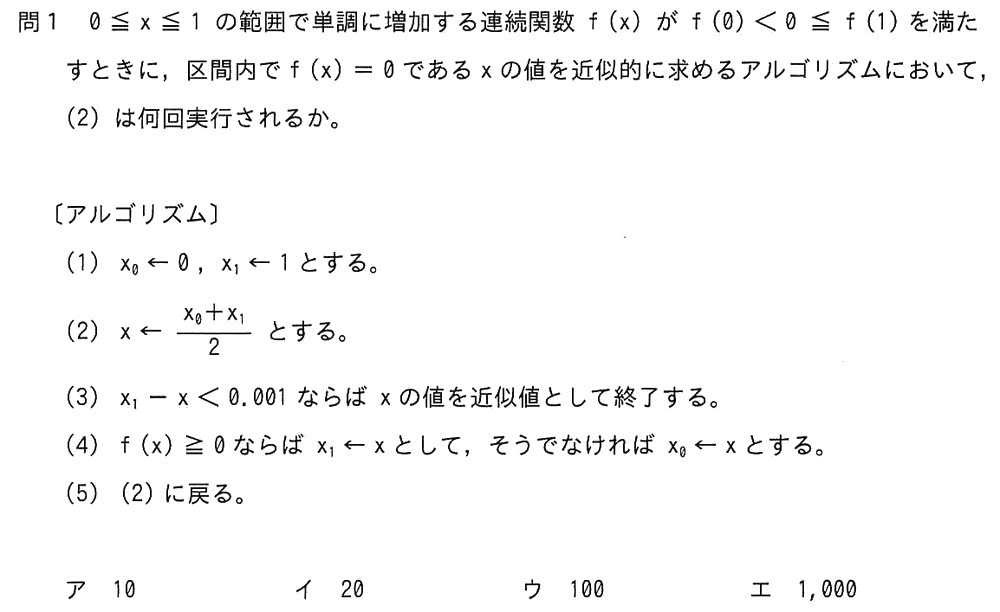 問1 0≦x≦1 の範囲で単調に増加する連続関数 f(x) が f(0)<0≦f(1) を満た
すときに，区間内で f(x)=0 である x の値を近似的に求めるアルゴリズムにおいて，
(2) は何回実行されるか。
〔アルゴリズム〕
(1) x₀←0，x₁←1 とする。
(2) x← (x₀+x₁)/2 とする。
(3) x₁－x<0.001 ならば x の値を近似値として終了する。
(4) f(x)≧0 ならば x₁←x として，そうでなければ x₀←x とする。
(5) (2)に戻る。
ア 10 イ 20 ウ 100 エ 1,000